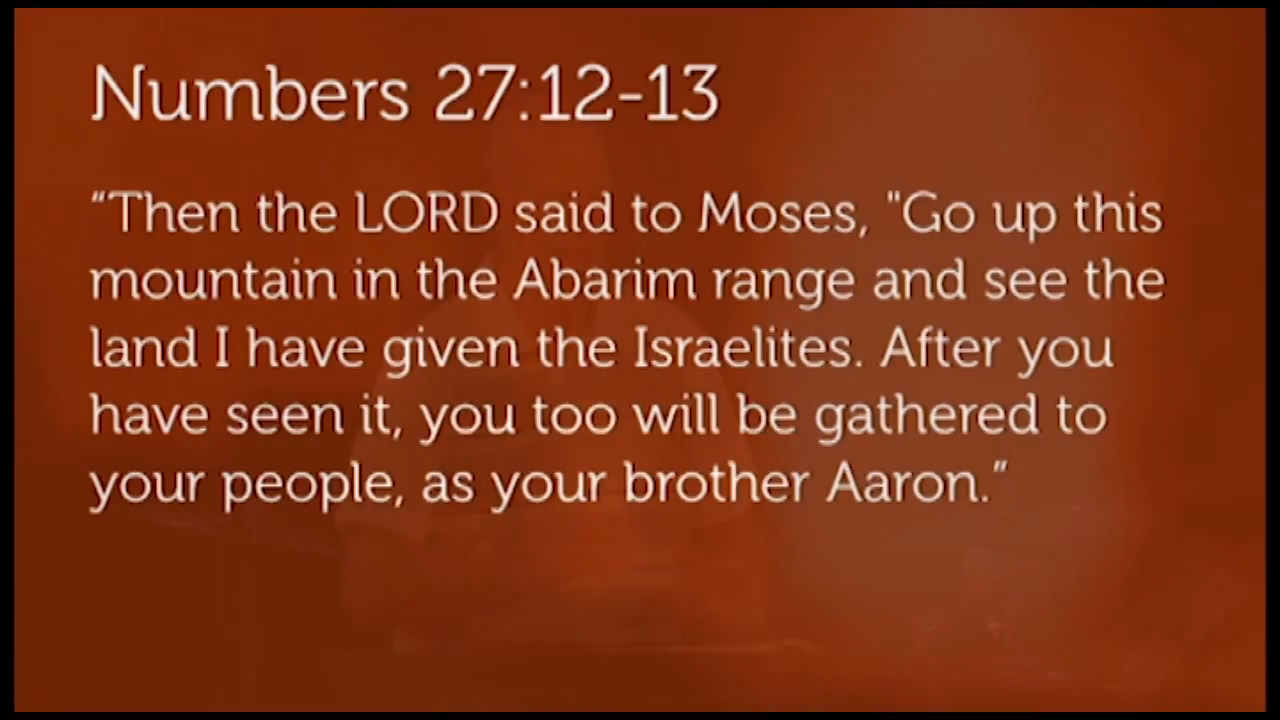 Numbers 27:12-13
“Then the LORD said to Moses, "Go up this
mountain in the Abarim range and see the
land I have given the Israelites. After you
have seen it, you too will be gathered to
your people, as your brother Aaron.”